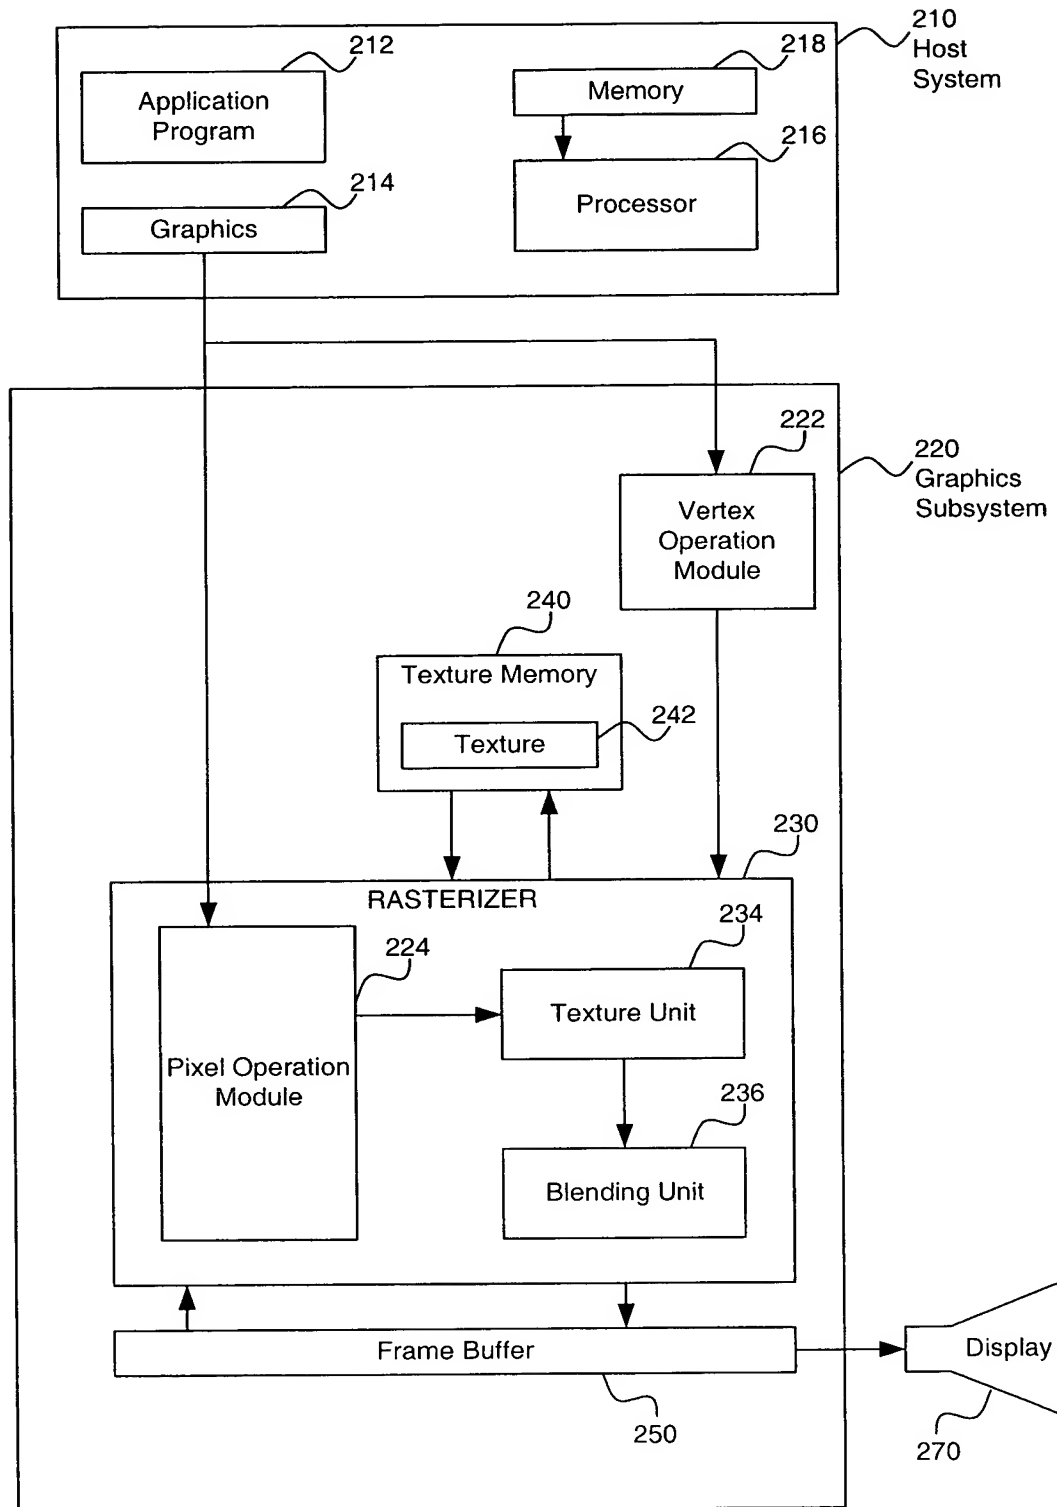 210
Host
System
212
Application
Program
218
Memory
216
Processor
214
Graphics
220
Graphics
Subsystem
222
Vertex
Operation
Module
240
Texture Memory
242
Texture
230
RASTERIZER
224
Pixel Operation
Module
234
Texture Unit
236
Blending Unit
Frame Buffer
250
Display
270